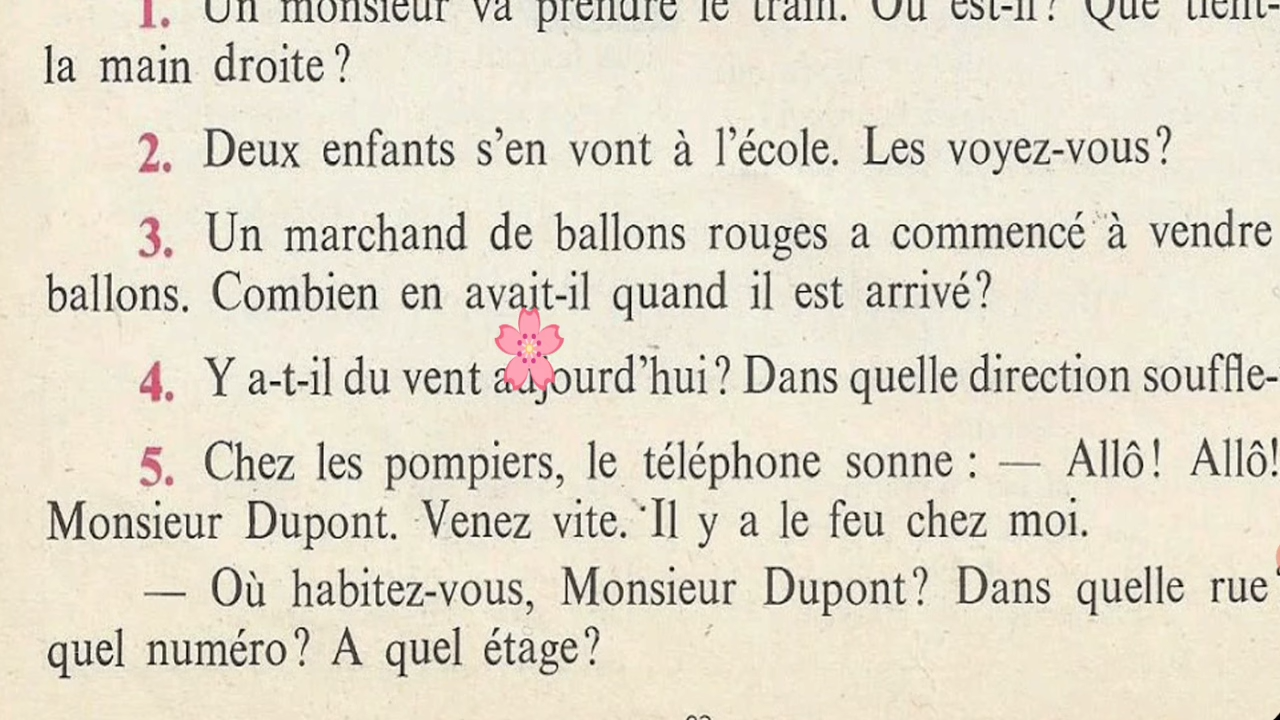 1. Un monsieur va prendre le train. Où est-il? Que tient-
la main droite?
2. Deux enfants s'en vont à l'école. Les voyez-vous?
3. Un marchand de ballons rouges a commencé à vendre
ballons. Combien en avait-il quand il est arrivé?
4. Y a-t-il du vent aujourd'hui? Dans quelle direction souffle-
5. Chez les pompiers, le téléphone sonne : — Allô! Allô!
Monsieur Dupont. Venez vite. Il y a le feu chez moi.
— Où habitez-vous, Monsieur Dupont? Dans quelle rue
quel numéro? A quel étage?